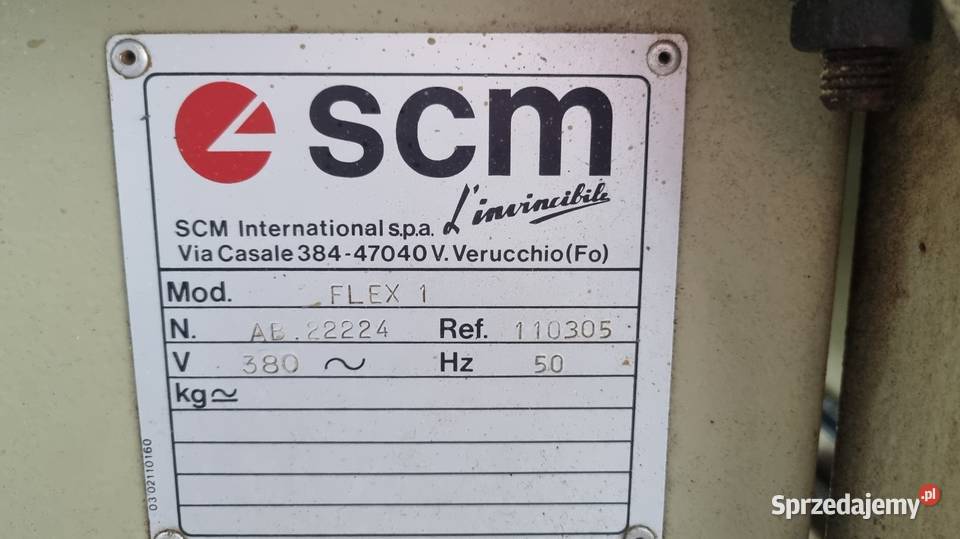 scm
L'invincibile
SCM International s.p.a.
Via Casale 384-47040 V. Verucchio (Fo)
Mod. FLEX 1
N. AB.22224 Ref. 110305
V 380 ~ Hz 50
kg≃
03 02110160
Sprzedajemy.pl